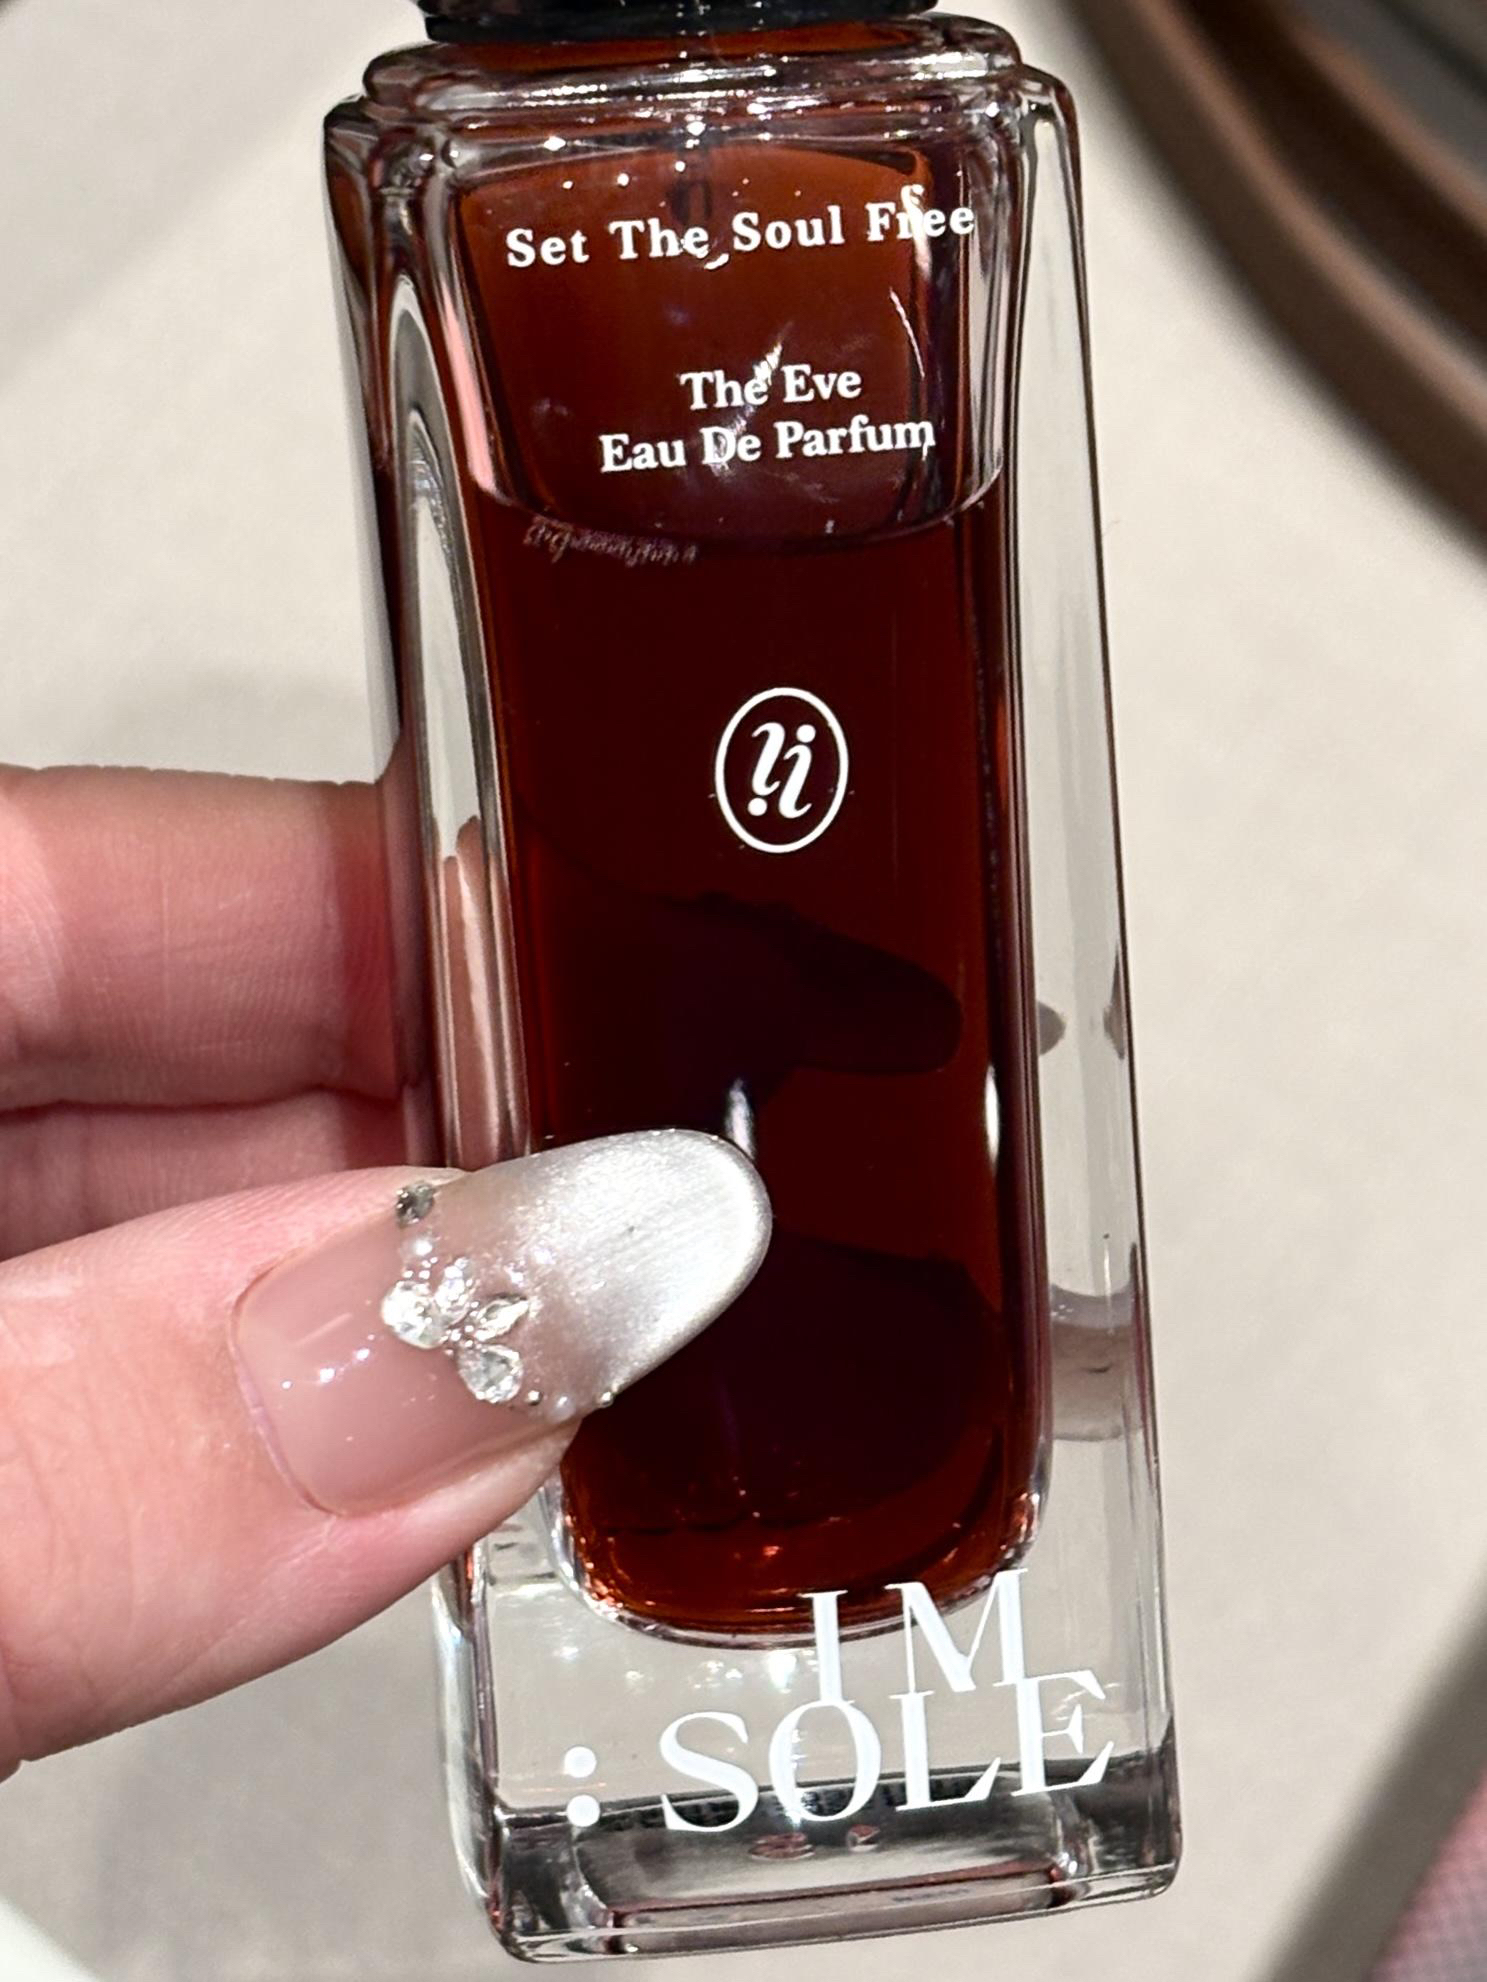 Set The Soul Free
The Eve
Eau De Parfum
IM
: SOLE